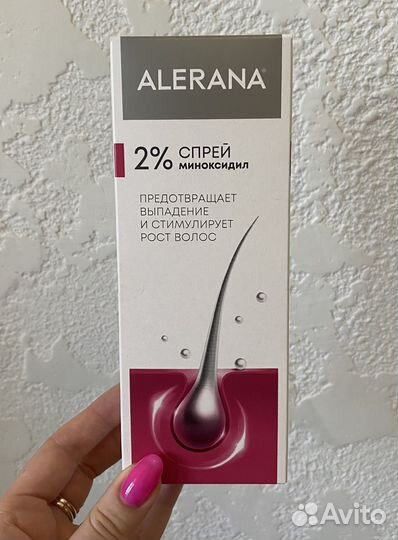 ALERANA®
2% СПРЕЙ
МИНОКСИДИЛ
ПРЕДОТВРАЩАЕТ
ВЫПАДЕНИЕ
И СТИМУЛИРУЕТ
РОСТ ВОЛОС
Avito